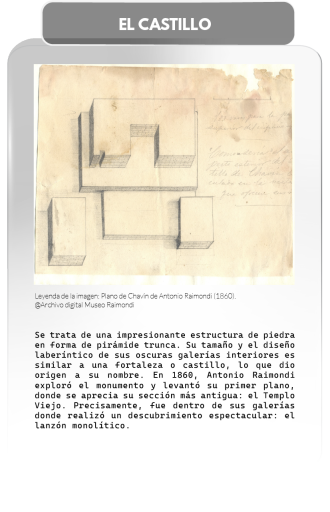 EL CASTILLO
Leyenda de la imagen: Plano de Chavín de Antonio Raimondi (1860).
@Archivo digital Museo Raimondi
Se trata de una impresionante estructura de piedra
en forma de pirámide trunca. Su tamaño y el diseño
laberíntico de sus oscuras galerías interiores es
similar a una fortaleza o castillo, lo que dio
origen a su nombre. En 1860, Antonio Raimondi
exploró el monumento y levantó su primer plano,
donde se aprecia su sección más antigua: el Templo
Viejo. Precisamente, fue dentro de sus galerías
donde realizó un descubrimiento espectacular: el
lanzón monolítico.